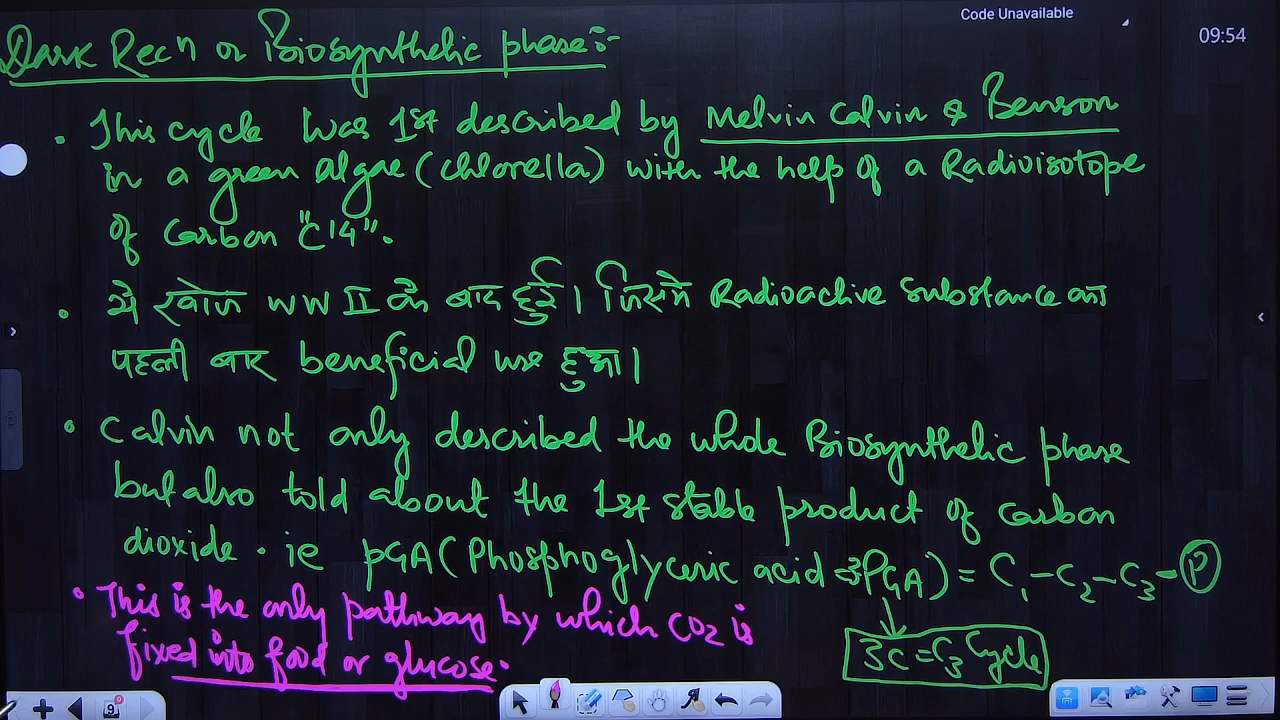 Code Unavailable
09:54
Dark Recⁿ or Biosynthetic phase:-
• This cycle was 1st described by Melvin Calvin & Benson
in a green algae (chlorella) with the help of a Radioisotope
of Carbon "C14".
• ये खोज WW II के बाद हुई। जिसमे Radioactive substance का
पहली बार beneficial use हुआ।
• Calvin not only described the whole Biosynthetic phase
but also told about the 1st stable product of carbon
dioxide. ie PGA (Phosphoglyceric acid 3PGA) = C₁-C₂-C₃-P
• This is the only pathway by which CO2 is
fixed into food or glucose.
3C = C₃ Cycle
9